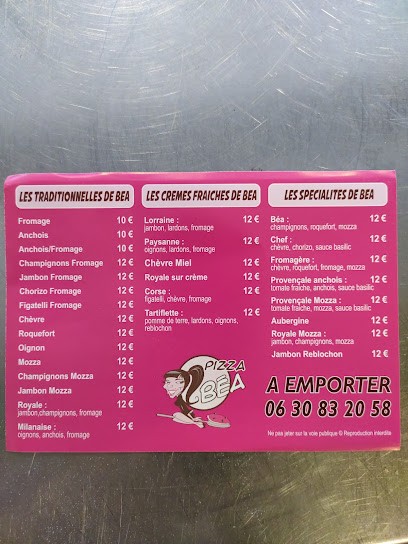 LES TRADITIONNELLES DE BEA
Fromage 10 €
Anchois 10 €
Anchois/Fromage 10 €
Champignons Fromage 12 €
Jambon Fromage 12 €
Chorizo Fromage 12 €
Figatelli Fromage 12 €
Chèvre 12 €
Roquefort 12 €
Oignon 12 €
Mozza 12 €
Champignons Mozza 12 €
Jambon Mozza 12 €
Royale : 12 €
jambon,champignons, fromage
Milanaise : 12 €
oignons, anchois, fromage
LES CREMES FRAICHES DE BEA
Lorraine : 12 €
jambon, lardons, fromage
Paysanne : 12 €
oignons, lardons, fromage
Chèvre Miel 12 €
Royale sur crème 12 €
Corse : 12 €
figatelli, chèvre, fromage
Tartiflette : 12 €
pomme de terre, lardons, oignons,
reblochon
PIZZA
BEA
LES SPECIALITES DE BEA
Béa : 12 €
champignons, roquefort, mozza
Chef : 12 €
chèvre, chorizo, sauce basilic
Fromagère : 12 €
chèvre, roquefort, fromage, mozza
Provençale anchois : 12 €
tomate fraiche, anchois, sauce basilic
Provençale Mozza : 12 €
tomate fraiche, mozza, sauce basilic
Aubergine 12 €
Royale Mozza : 12 €
jambon, champignons, mozza
Jambon Reblochon 12 €
A EMPORTER
06 30 83 20 58
Ne pas jeter sur la voie publique © Reproduction interdite